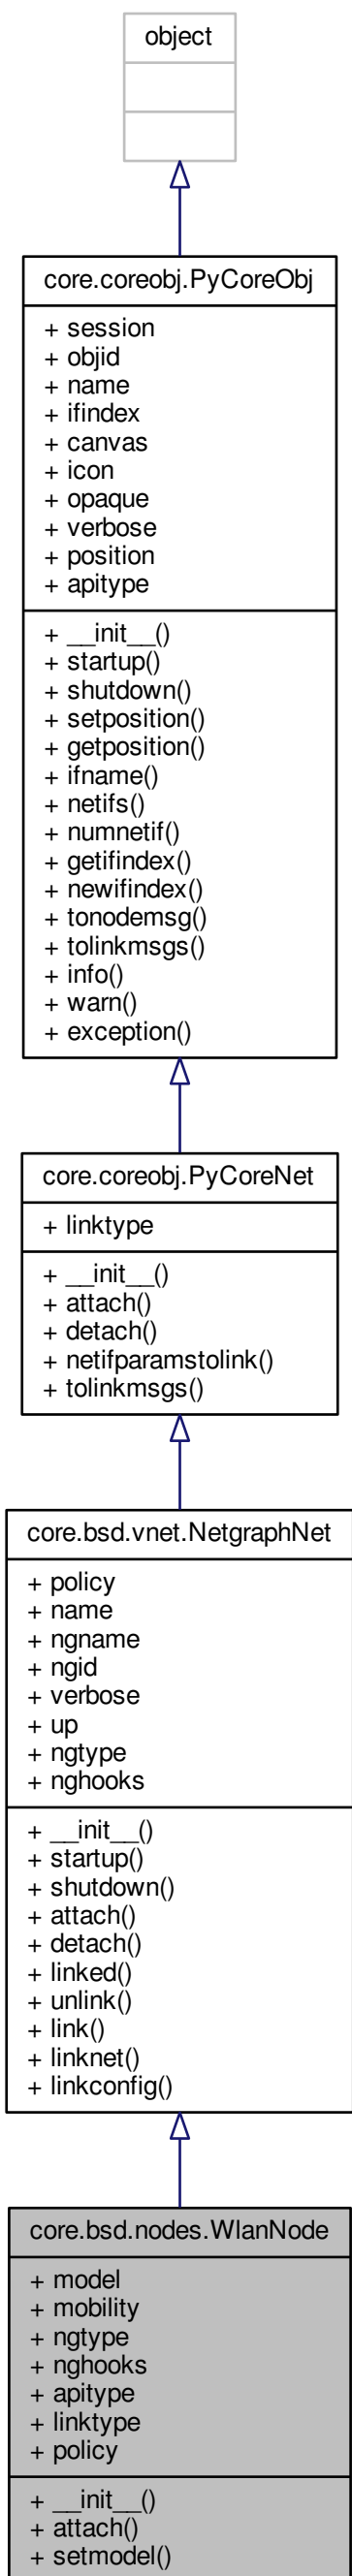 object
core.coreobj.PyCoreObj
+ session
+ objid
+ name
+ ifindex
+ canvas
+ icon
+ opaque
+ verbose
+ position
+ apitype
+ __init__()
+ startup()
+ shutdown()
+ setposition()
+ getposition()
+ ifname()
+ netifs()
+ numnetif()
+ getifindex()
+ newifindex()
+ tonodemsg()
+ tolinkmsgs()
+ info()
+ warn()
+ exception()
core.coreobj.PyCoreNet
+ linktype
+ __init__()
+ attach()
+ detach()
+ netifparamstolink()
+ tolinkmsgs()
core.bsd.vnet.NetgraphNet
+ policy
+ name
+ ngname
+ ngid
+ verbose
+ up
+ ngtype
+ nghooks
+ __init__()
+ startup()
+ shutdown()
+ attach()
+ detach()
+ linked()
+ unlink()
+ link()
+ linknet()
+ linkconfig()
core.bsd.nodes.WlanNode
+ model
+ mobility
+ ngtype
+ nghooks
+ apitype
+ linktype
+ policy
+ __init__()
+ attach()
+ setmodel()